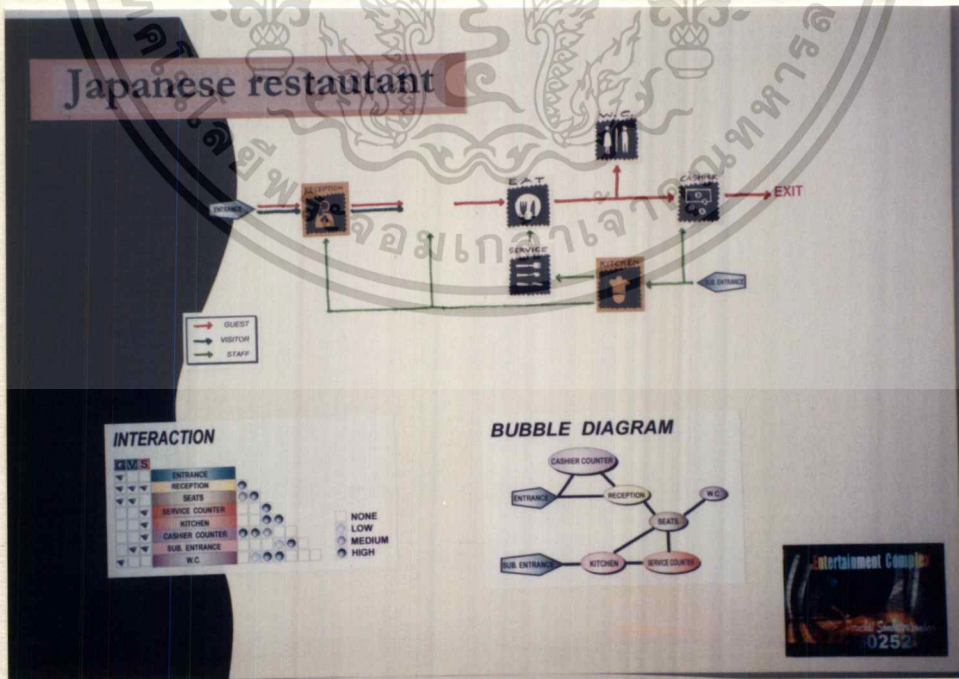 Japanese restautant
W.C.
RECEPTION
EAT
CASHIER
ENTRANCE
EXIT
SERVICE
KITCHEN
SUB. ENTRANCE
GUEST
VISITOR
STAFF
INTERACTION
G V S
ENTRANCE
RECEPTION
SEATS
SERVICE COUNTER
KITCHEN
CASHIER COUNTER
SUB. ENTRANCE
W.C.
NONE
LOW
MEDIUM
HIGH
BUBBLE DIAGRAM
CASHIER COUNTER
ENTRANCE
RECEPTION
W.C.
SEATS
SUB. ENTRANCE
KITCHEN
SERVICE COUNTER
Entertainment Complex
0252